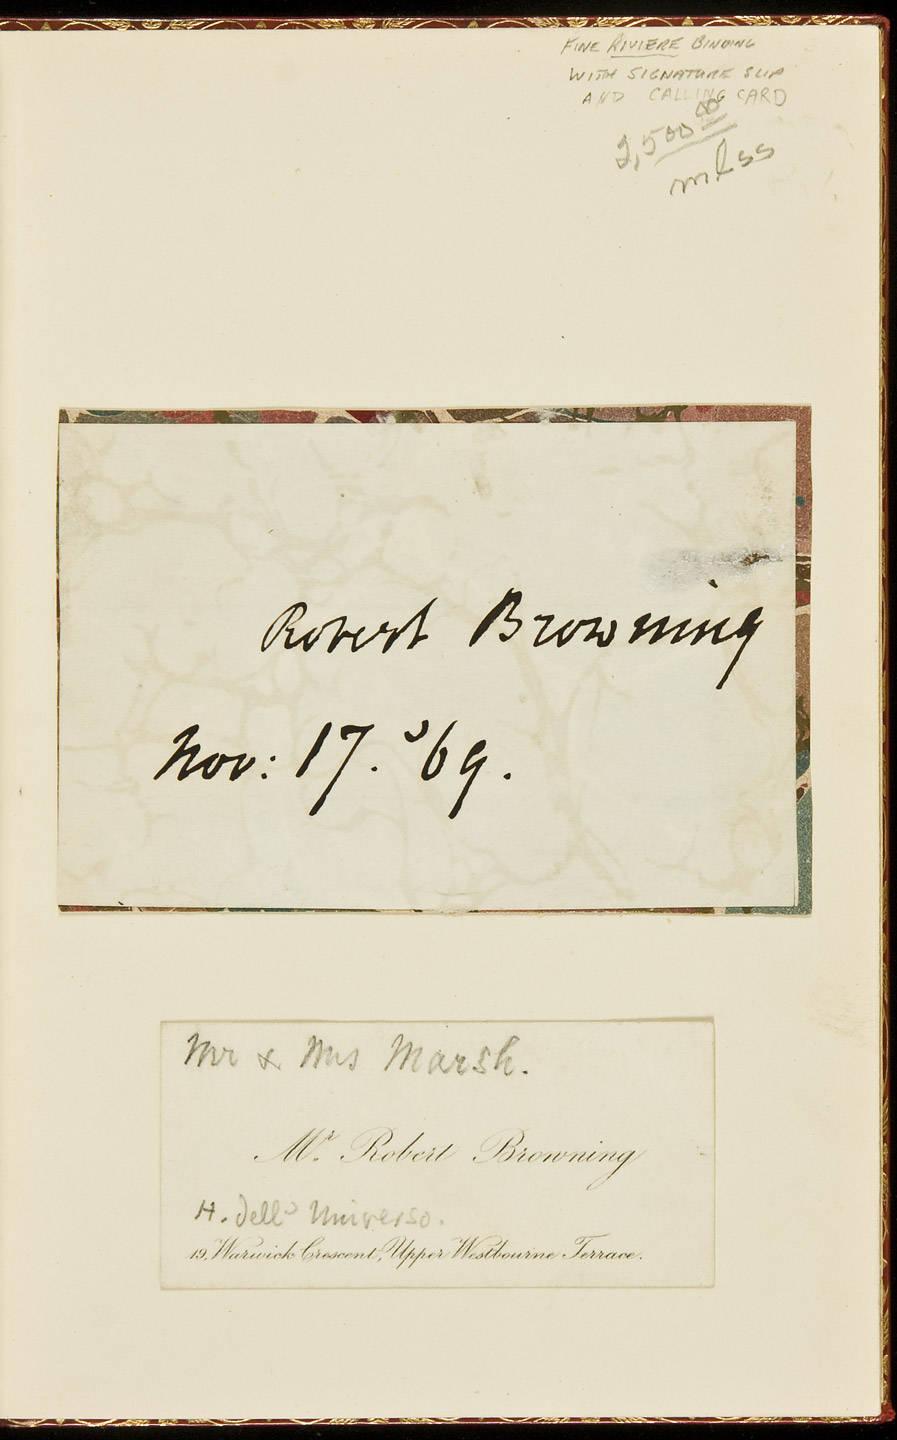 FINE RIVIERE BINDING
WITH SIGNATURE SLIP
AND CALLING CARD
2,500.00
mlss
Robert Browning
Nov: 17. '69.
Mr & Mrs Marsh.
Mr. Robert Browning
H. dell' Universo.
19, Warwick Crescent, Upper Westbourne Terrace.